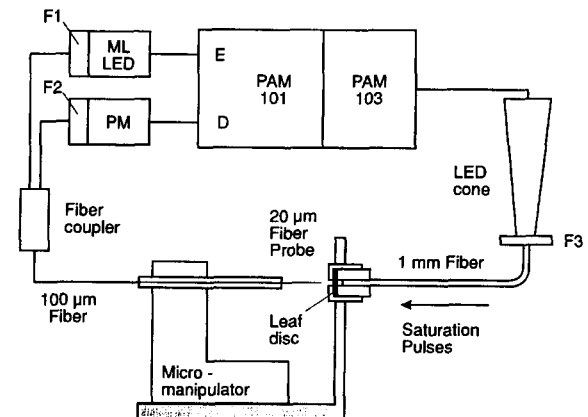 F1
ML
LED
E
PAM
101
PAM
103
F2
PM
D
LED
cone
Fiber
coupler
20 µm
Fiber
Probe
F3
1 mm Fiber
100 µm
Fiber
Leaf
disc
Saturation
Pulses
Micro -
manipulator